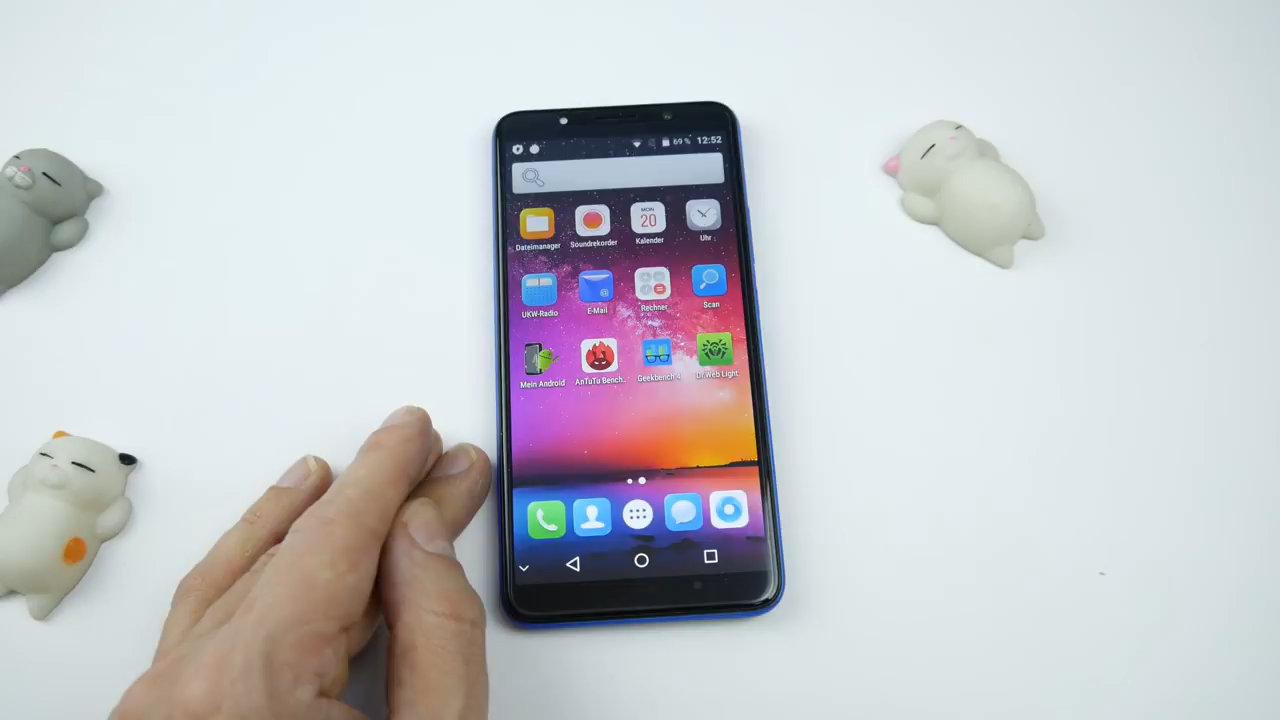 69 % 12:52
MON
20
Dateimanager Soundrekorder Kalender Uhr
UKW-Radio E-Mail Rechner Scan
Mein Android AnTuTu Bench.. Geekbench 4 Dr.Web Light